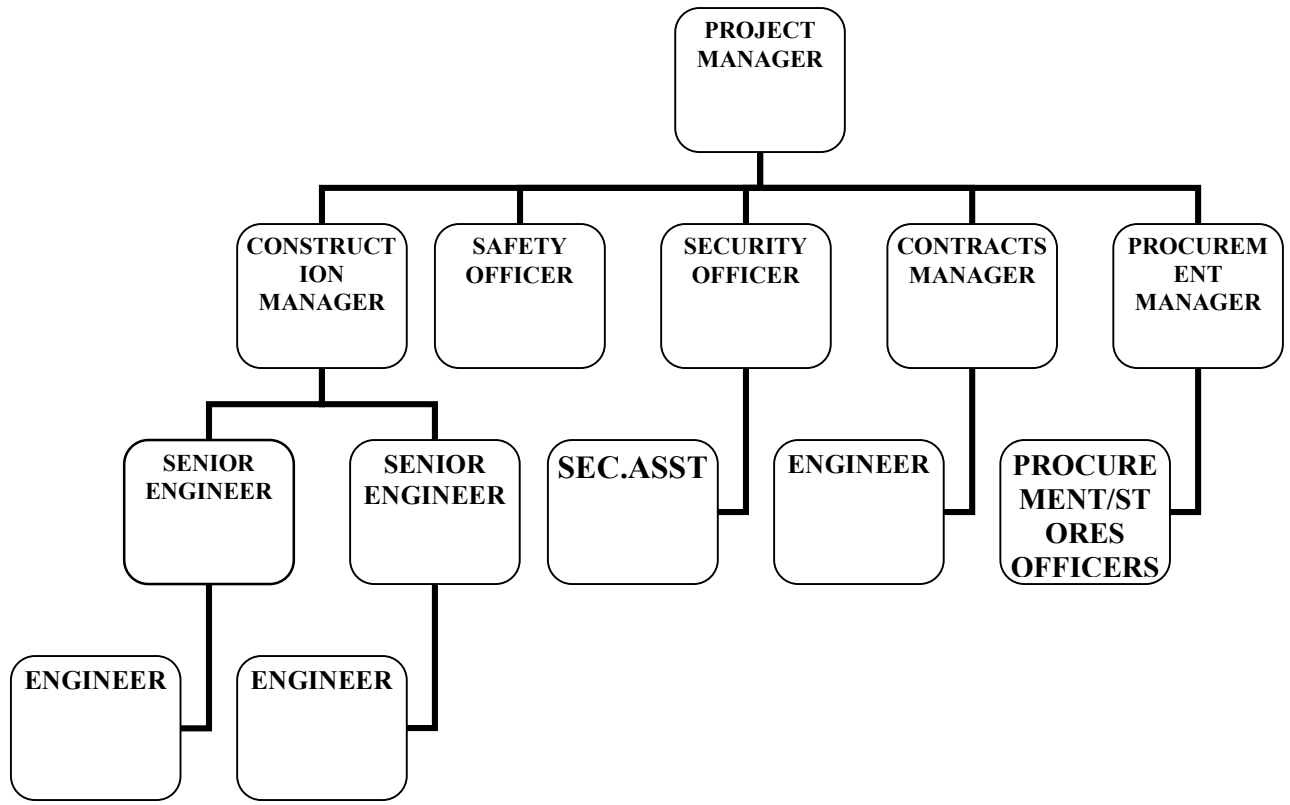 PROJECT
MANAGER
CONSTRUCT
ION
MANAGER
SAFETY
OFFICER
SECURITY
OFFICER
CONTRACTS
MANAGER
PROCUREM
ENT
MANAGER
SENIOR
ENGINEER
SENIOR
ENGINEER
SEC.ASST
ENGINEER
PROCURE
MENT/ST
ORES
OFFICERS
ENGINEER
ENGINEER